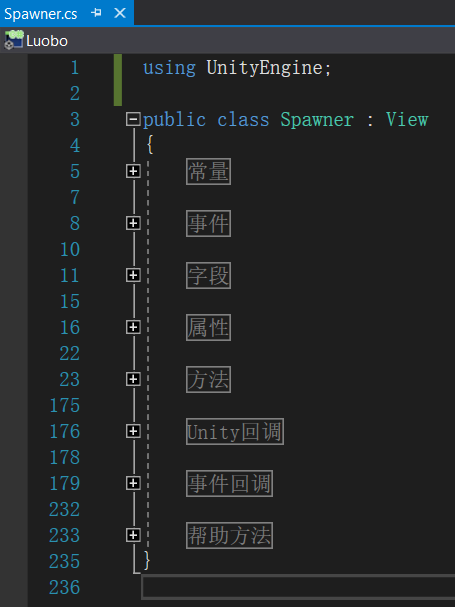 Spawner.cs
Luobo
1 using UnityEngine;
2
3 public class Spawner : View
4 {
5 常量
7
8 事件
10
11 字段
15
16 属性
22
23 方法
175
176 Unity回调
178
179 事件回调
232
233 帮助方法
235 }
236